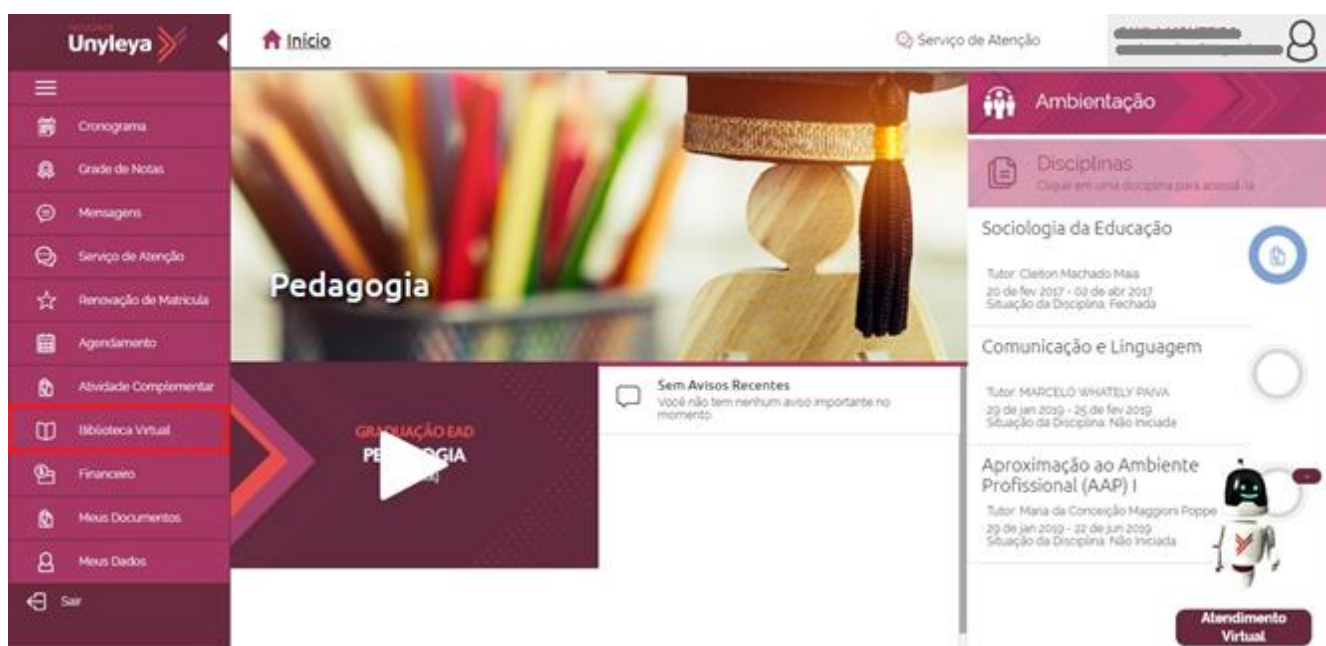 Unyleya
Início
Serviço de Atenção
Cronograma
Grade de Notas
Mensagens
Serviço de Atenção
Renovação de Matrícula
Agendamento
Atividade Complementar
Biblioteca Virtual
Financeiro
Meus Documentos
Meus Dados
Sair
Pedagogia
GRADUAÇÃO EAD
Sem Avisos Recentes
Você não tem nenhum aviso importante no
momento
Ambientação
Disciplinas
Clique em uma disciplina para acessá-la
Sociologia da Educação
Tutor: Cleiton Machado Maia
20 de fev 2017 - 02 de abr 2017
Situação da Disciplina: Fechada
Comunicação e Linguagem
Tutor: MARCELO WHATELY PAIVA
29 de jan 2019 - 25 de fev 2019
Situação da Disciplina: Não Iniciada
Aproximação ao Ambiente
Profissional (AAP) I
Tutor: Maria da Conceição Maggioni Poppe
29 de jan 2019 - 22 de jun 2019
Situação da Disciplina: Não Iniciada
Atendimento
Virtual